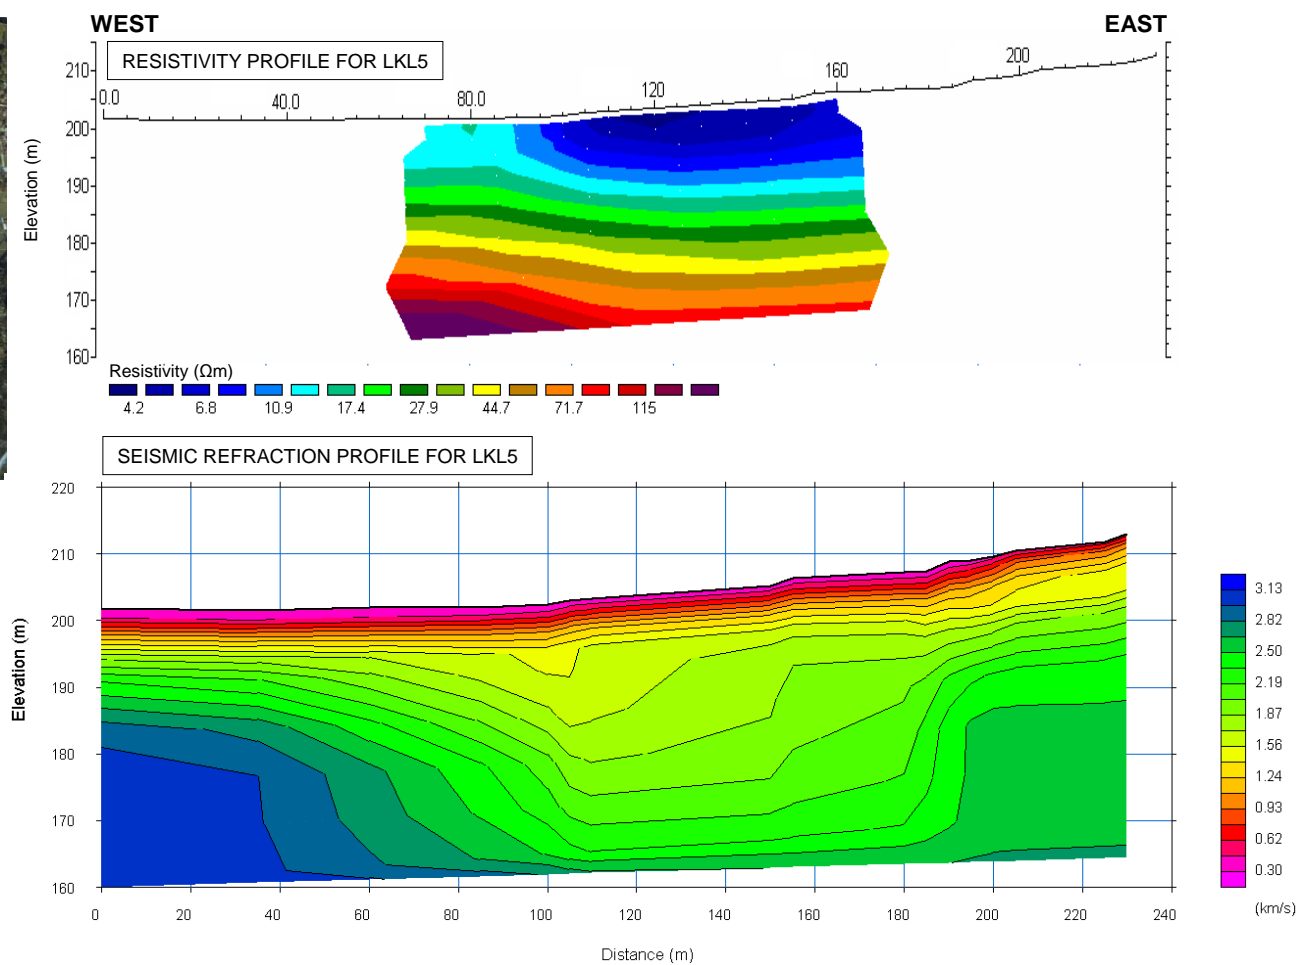 WEST EAST
RESISTIVITY PROFILE FOR LKL5
210
200
190
180
170
160
Elevation (m)
0.0 40.0 80.0 120 160 200
Resistivity (Ωm)
4.2 6.8 10.9 17.4 27.9 44.7 71.7 115
SEISMIC REFRACTION PROFILE FOR LKL5
220
210
200
190
180
170
160
Elevation (m)
0 20 40 60 80 100 120 140 160 180 200 220 240
Distance (m)
3.13
2.82
2.50
2.19
1.87
1.56
1.24
0.93
0.62
0.30
(km/s)